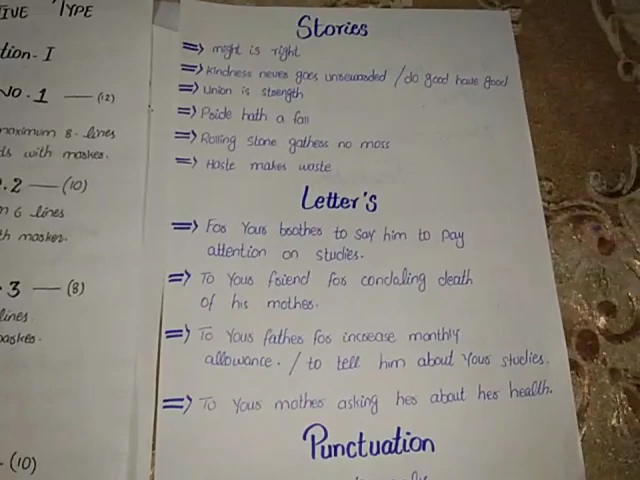 IVE TYPE
tion-I
NO.1 — (12)
maximum 8-lines
ds with masker.
.2 — (10)
m 6 lines
th masker.
.3 — (8)
lines.
askes.
- (10)
Stories
⇒ might is right
⇒ Kindness never goes unrewarded / do good have good
⇒ Union is strength
⇒ Pride hath a fall
⇒ Rolling stone gathers no moss
⇒ Haste makes waste
Letter's
⇒ For Your brother to say him to pay
attention on studies.
⇒ To Your friend for condoling death
of his mother.
⇒ To Your father for increase monthly
allowance. / to tell him about Your studies.
⇒ To Your mother asking her about her health.
Punctuation